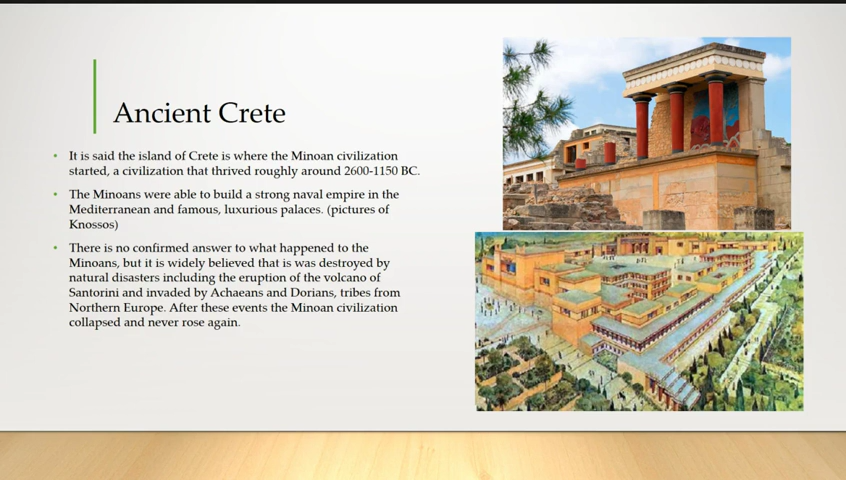 Ancient Crete
• It is said the island of Crete is where the Minoan civilization
started, a civilization that thrived roughly around 2600-1150 BC.
• The Minoans were able to build a strong naval empire in the
Mediterranean and famous, luxurious palaces. (pictures of
Knossos)
• There is no confirmed answer to what happened to the
Minoans, but it is widely believed that is was destroyed by
natural disasters including the eruption of the volcano of
Santorini and invaded by Achaeans and Dorians, tribes from
Northern Europe. After these events the Minoan civilization
collapsed and never rose again.